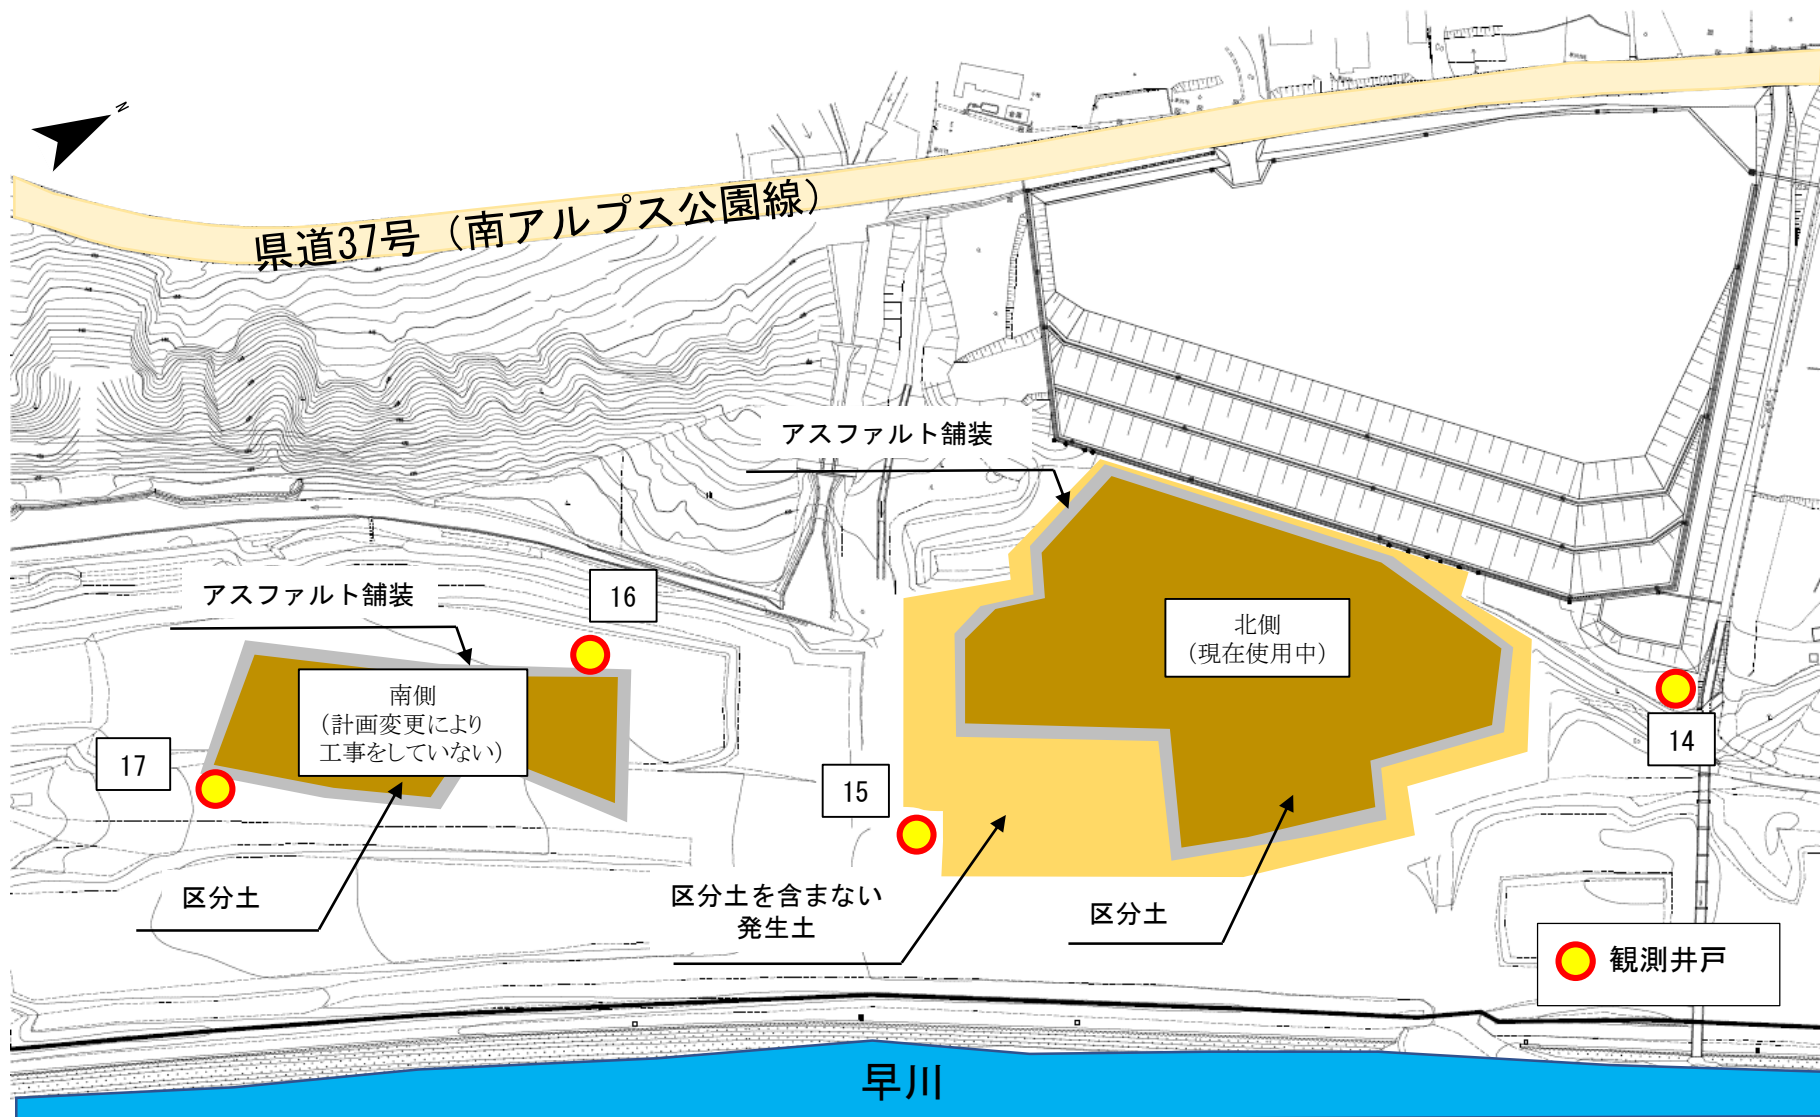 N
県道37号（南アルプス公園線）
アスファルト舗装
アスファルト舗装
16
北側
（現在使用中）
南側
（計画変更により
工事をしていない）
14
17
15
区分土
区分土を含まない
発生土
区分土
観測井戸
早川